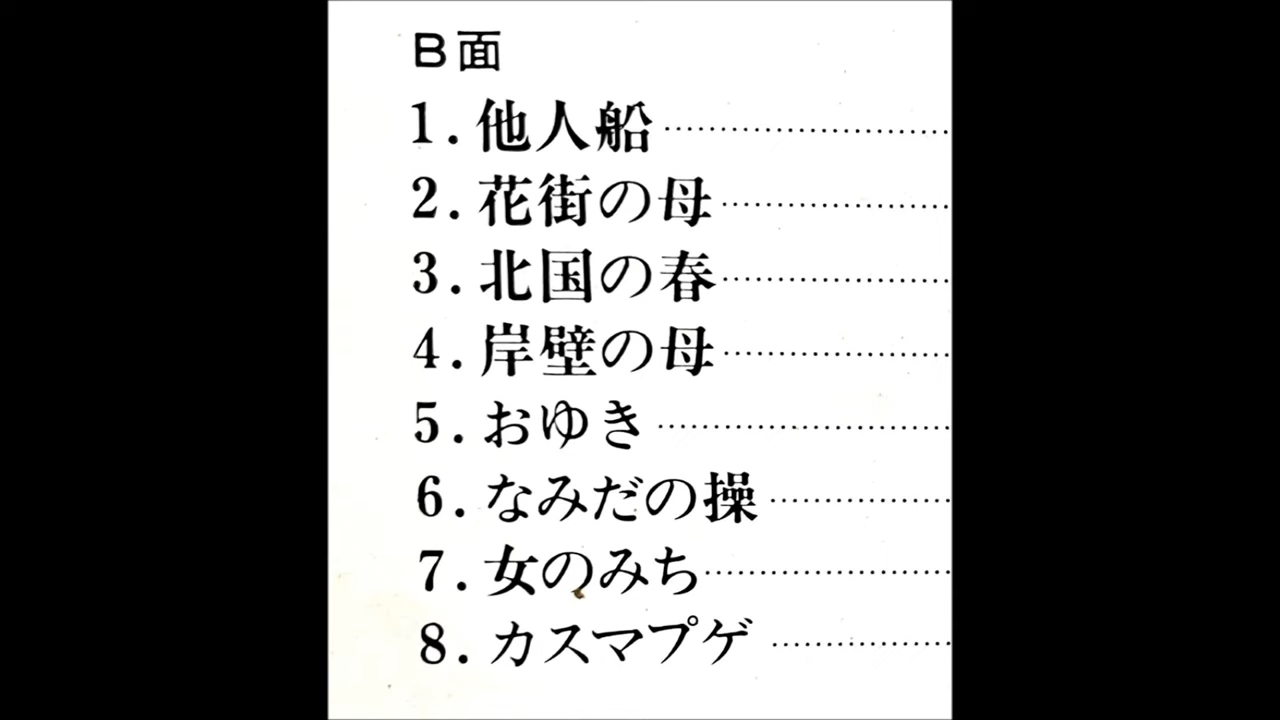 B面
1.他人船
2.花街の母
3.北国の春
4.岸壁の母
5.おゆき
6.なみだの操
7.女のみち
8.カスマプゲ